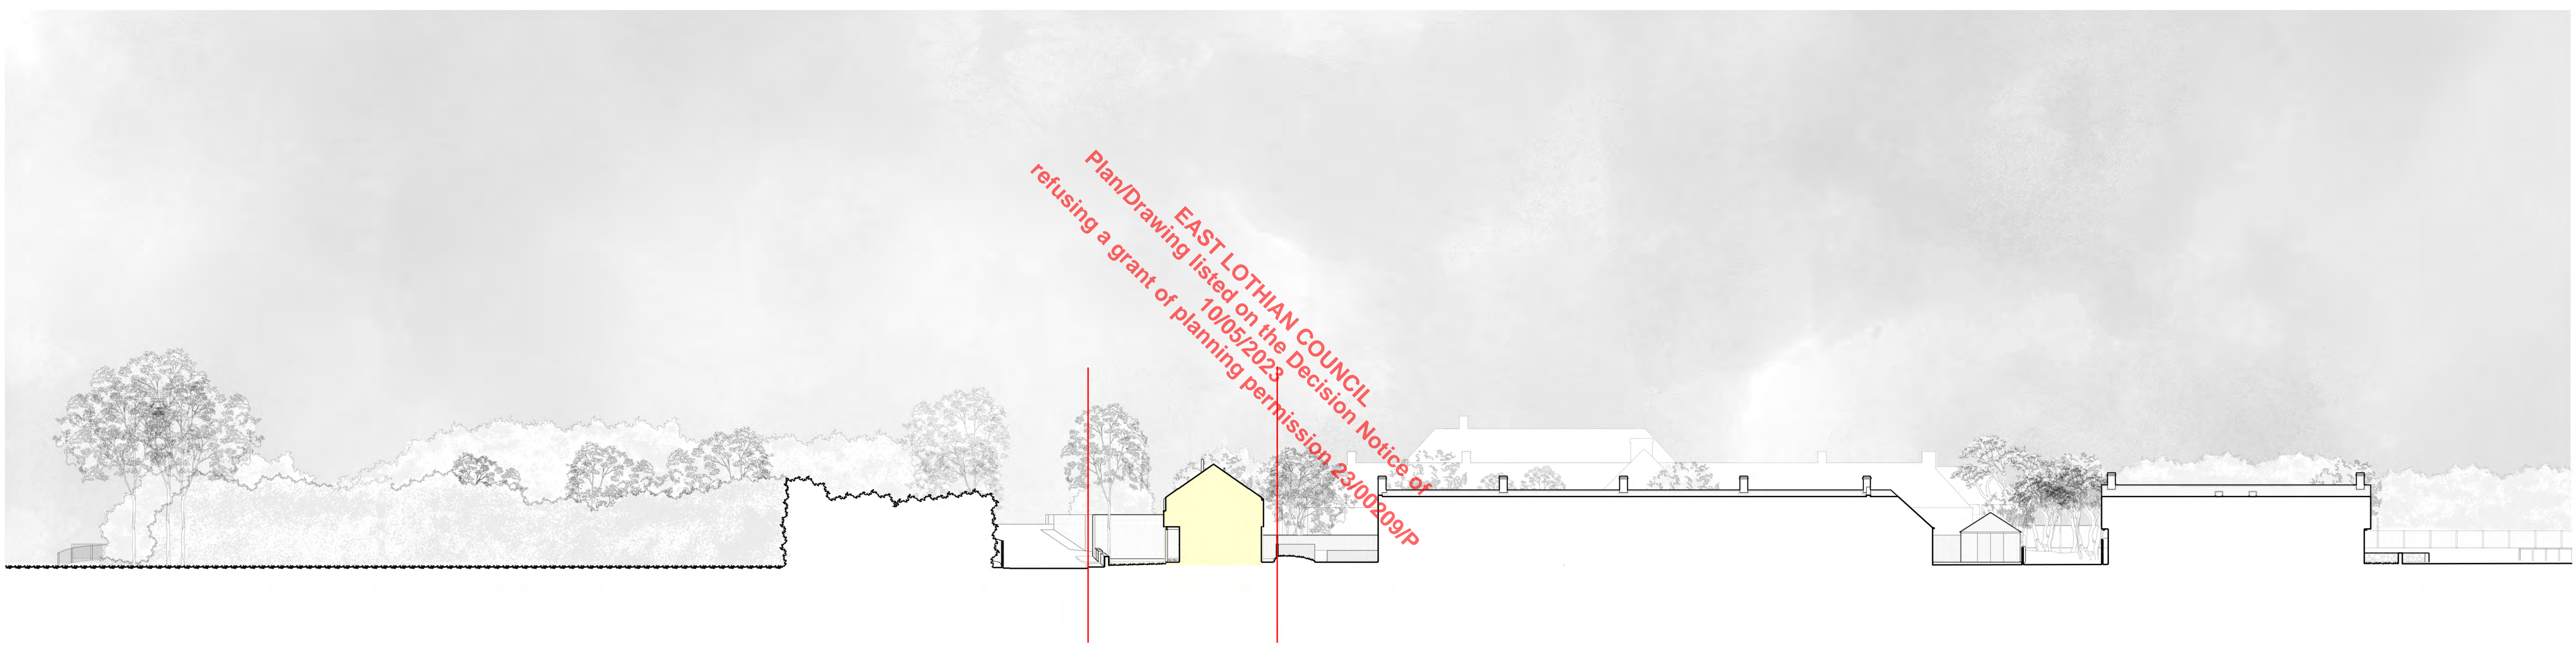 EAST LOTHIAN COUNCIL
Plan/Drawing listed on the Decision Notice of
10/05/2023
refusing a grant of planning permission 23/00209/P